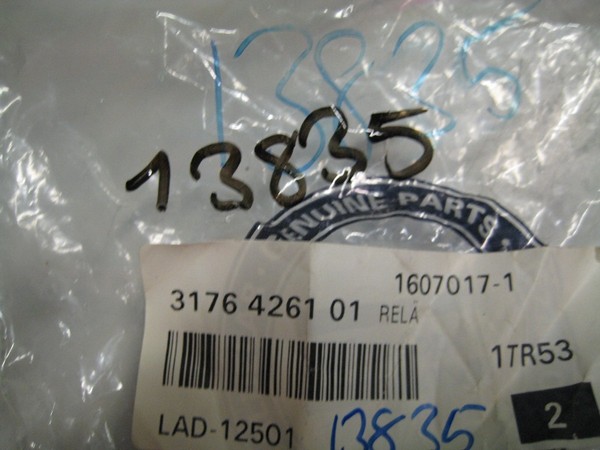 13835
13835
GENUINE PARTS
1607017-1
3176 4261 01 RELÄ
1TR53
LAD-12501
13835
2